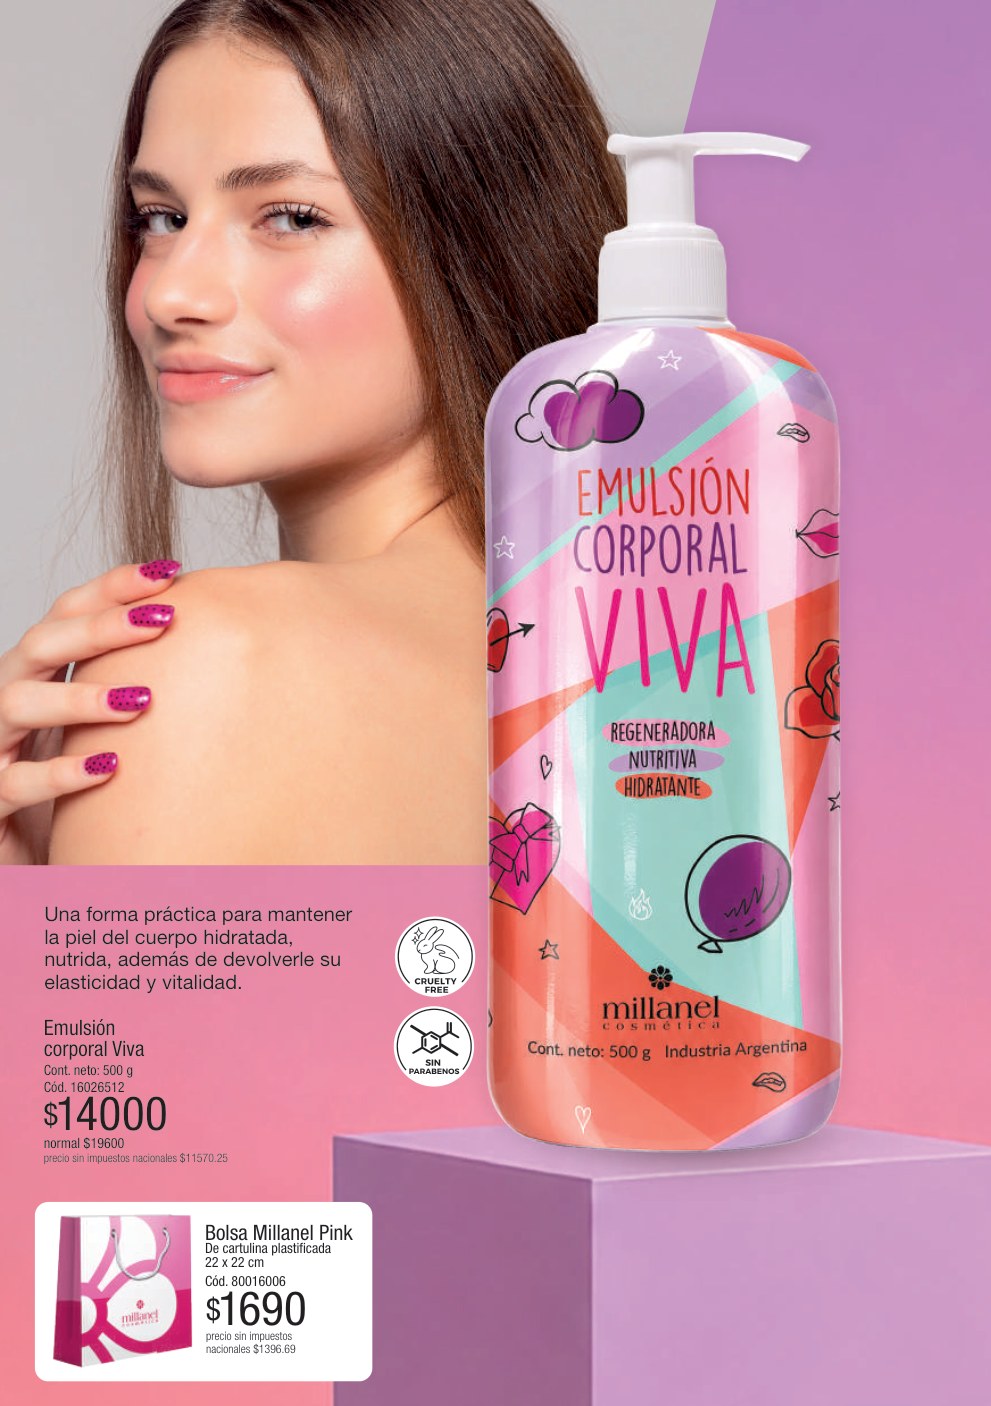 EMULSIÓN
CORPORAL
VIVA
REGENERADORA
NUTRITIVA
HIDRATANTE
millanel
cosmética
Cont. neto: 500 g Industria Argentina
Una forma práctica para mantener
la piel del cuerpo hidratada,
nutrida, además de devolverle su
elasticidad y vitalidad.
CRUELTY
FREE
SIN
PARABENOS
Emulsión
corporal Viva
Cont. neto: 500 g
Cód. 16026512
$14000
normal $19600
precio sin impuestos nacionales $11570.25
Bolsa Millanel Pink
De cartulina plastificada
22 x 22 cm
Cód. 80016006
$1690
precio sin impuestos
nacionales $1396.69
millanel
cosmética